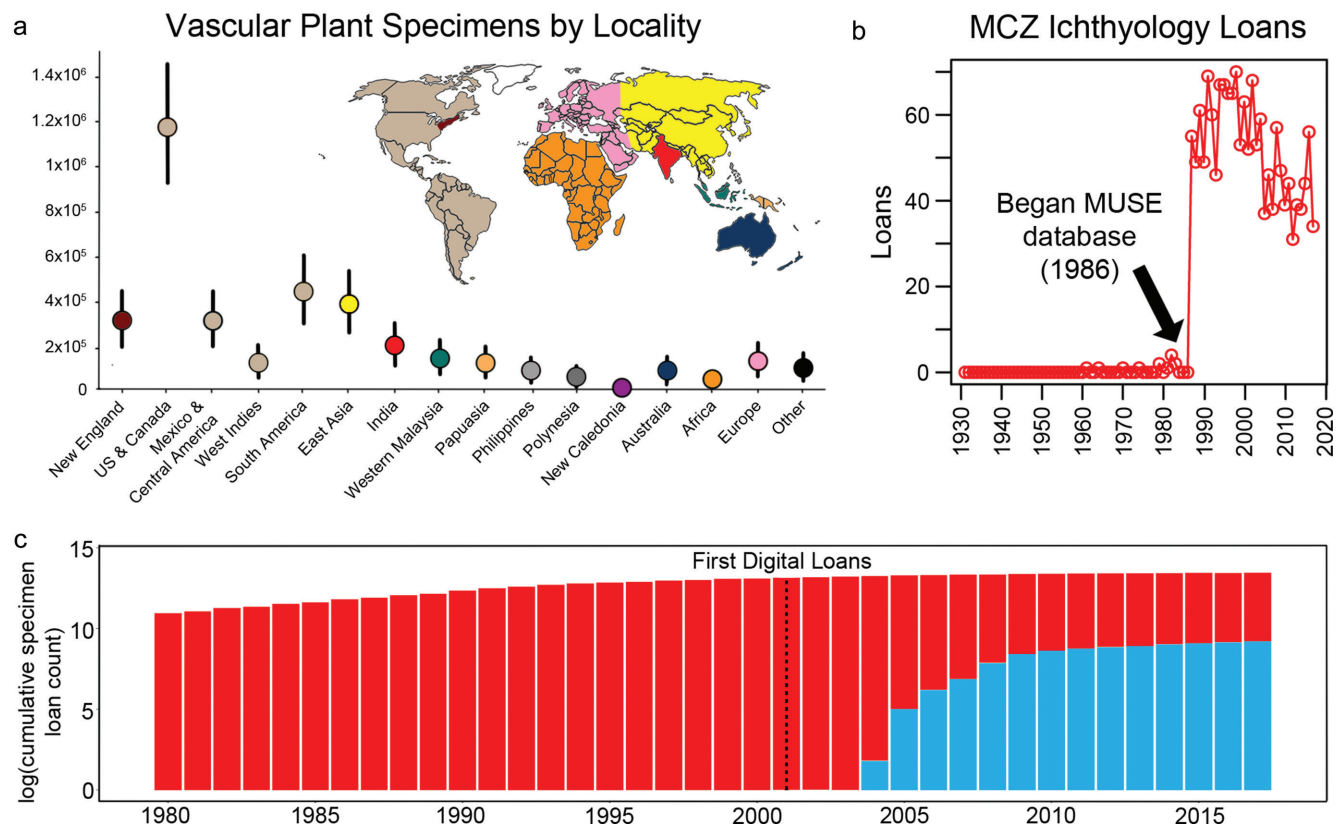 a
Vascular Plant Specimens by Locality
1.4x10⁶
1.2x10⁶
1x10⁶
8x10⁵
6x10⁵
4x10⁵
2x10⁵
0
New England
US & Canada
Mexico &
Central America
West Indies
South America
East Asia
India
Western Malaysia
Papuasia
Philippines
Polynesia
New Caledonia
Australia
Africa
Europe
Other
b
MCZ Ichthyology Loans
Loans
60
40
20
0
Began MUSE
database
(1986)
1930
1940
1950
1960
1970
1980
1990
2000
2010
2020
c
log(cumulative specimen
loan count)
15
10
5
0
First Digital Loans
1980
1985
1990
1995
2000
2005
2010
2015